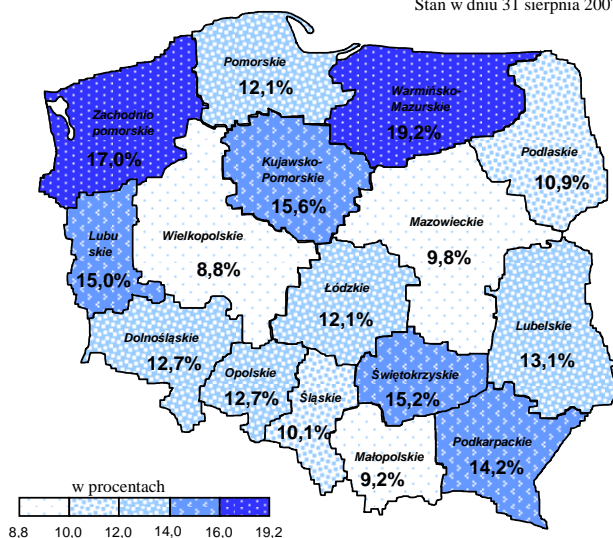 Stan w dniu 31 sierpnia 2007
Pomorskie
12,1%
Warmińsko-
Mazurskie
19,2%
Zachodnio
pomorskie
17,0%
Podlaskie
10,9%
Kujawsko-
Pomorskie
15,6%
Mazowieckie
9,8%
Lubu
skie
15,0%
Wielkopolskie
8,8%
Łódzkie
12,1%
Lubelskie
13,1%
Dolnośląskie
12,7%
Opolskie
12,7%
Śląskie
10,1%
Świętokrzyskie
15,2%
Podkarpackie
14,2%
Małopolskie
9,2%
w procentach
8,8 10,0 12,0 14,0 16,0 19,2